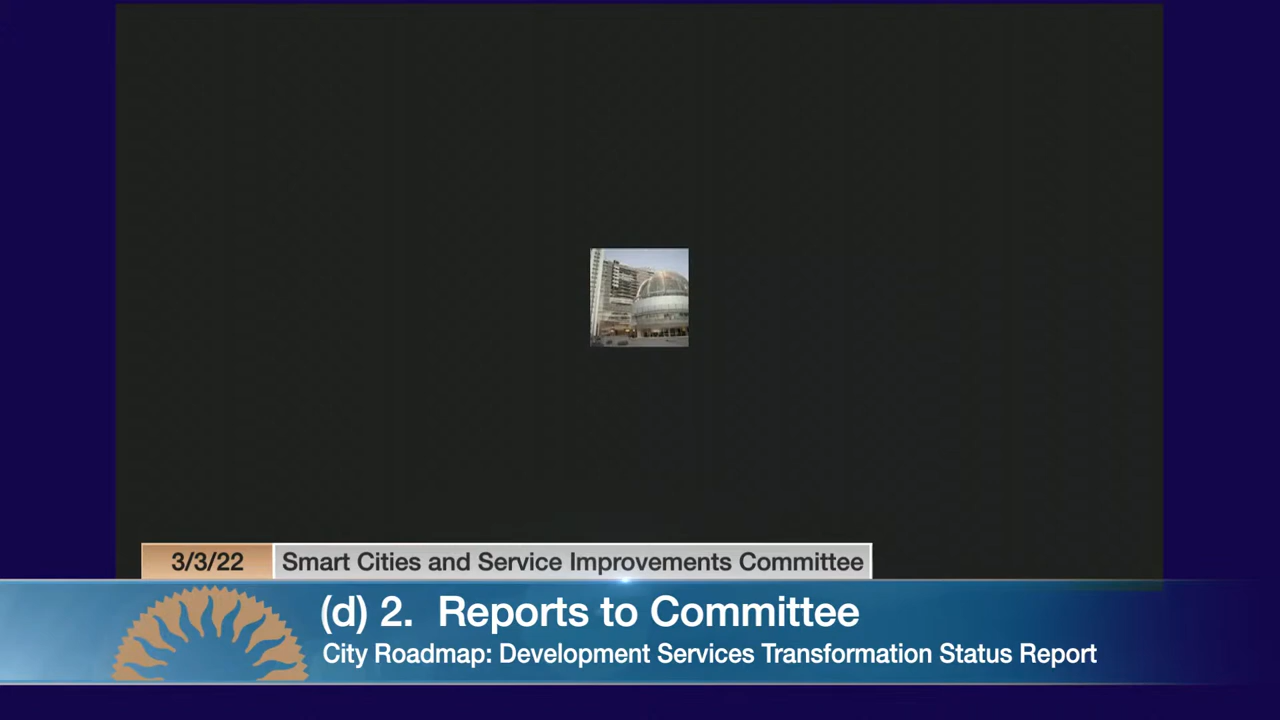 3/3/22 Smart Cities and Service Improvements Committee
(d) 2. Reports to Committee
City Roadmap: Development Services Transformation Status Report